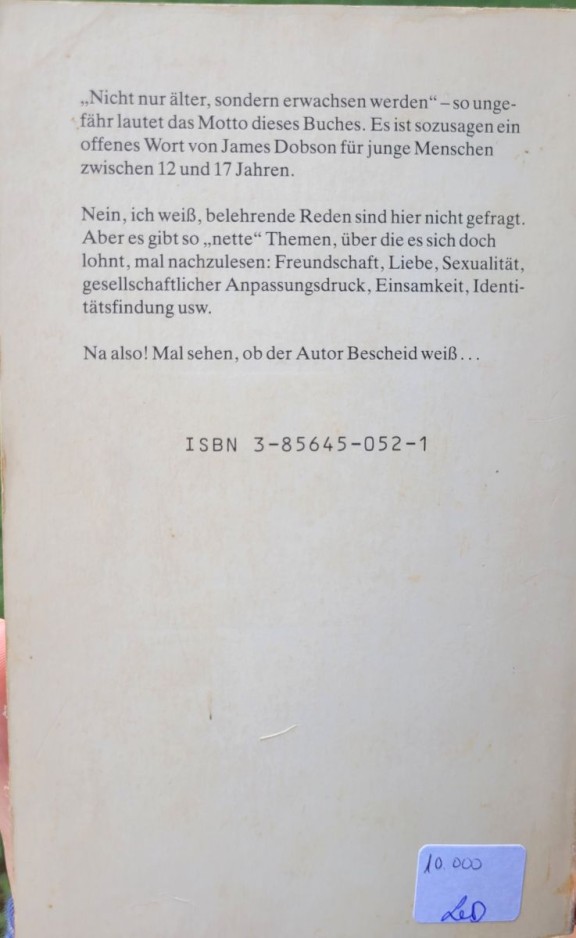 „Nicht nur älter, sondern erwachsen werden“ – so unge-
fähr lautet das Motto dieses Buches. Es ist sozusagen ein
offenes Wort von James Dobson für junge Menschen
zwischen 12 und 17 Jahren.
Nein, ich weiß, belehrende Reden sind hier nicht gefragt.
Aber es gibt so „nette“ Themen, über die es sich doch
lohnt, mal nachzulesen: Freundschaft, Liebe, Sexualität,
gesellschaftlicher Anpassungsdruck, Einsamkeit, Identi-
tätsfindung usw.
Na also! Mal sehen, ob der Autor Bescheid weiß...
ISBN 3-85645-052-1
10.000